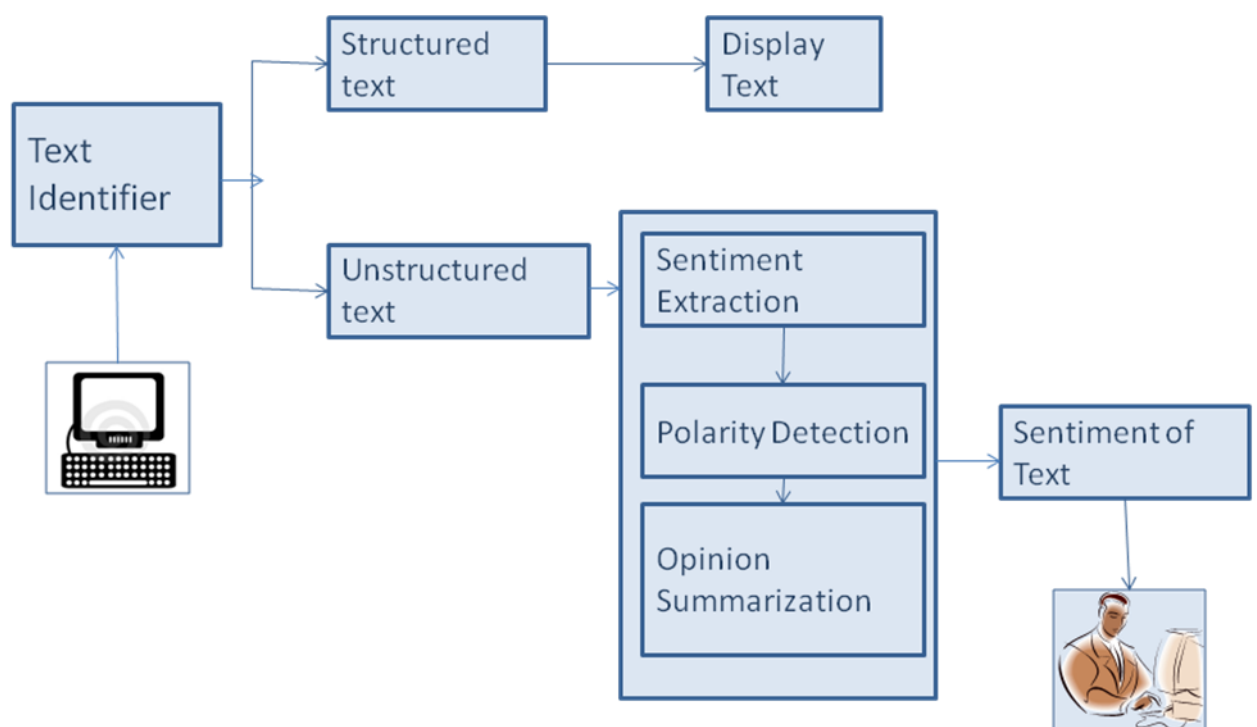 Structured
text
Display
Text
Text
Identifier
Unstructured
text
Sentiment
Extraction
Polarity Detection
Opinion
Summarization
Sentiment of
Text